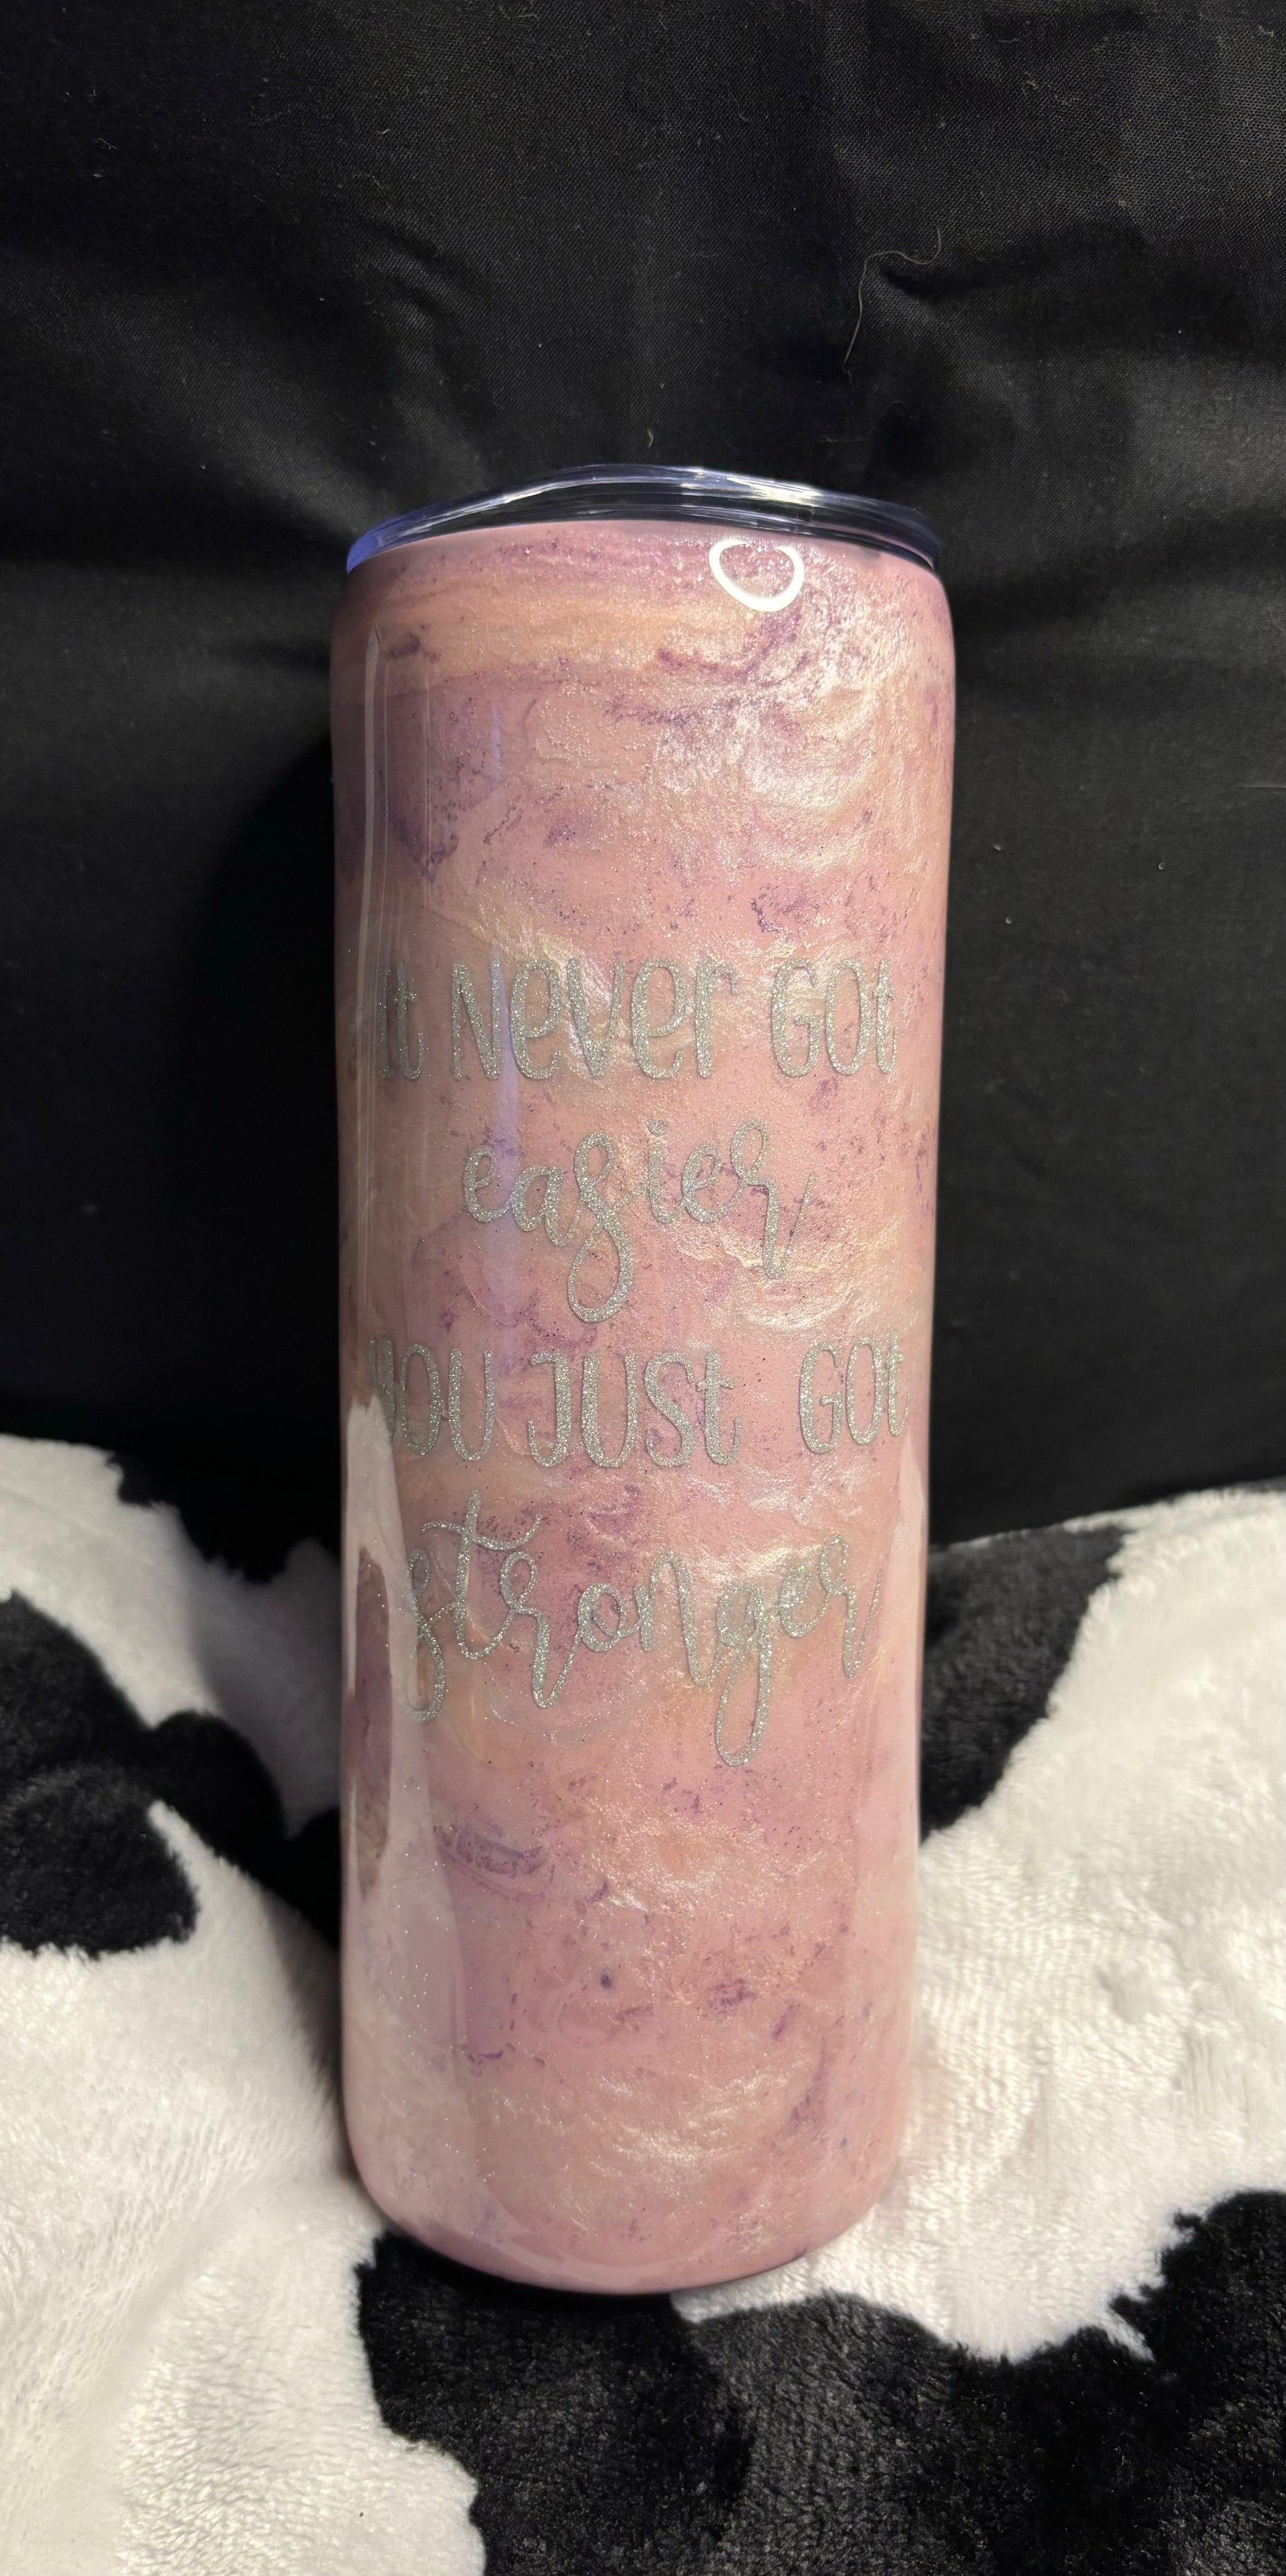 It Never Got
easier
You Just Got
stronger